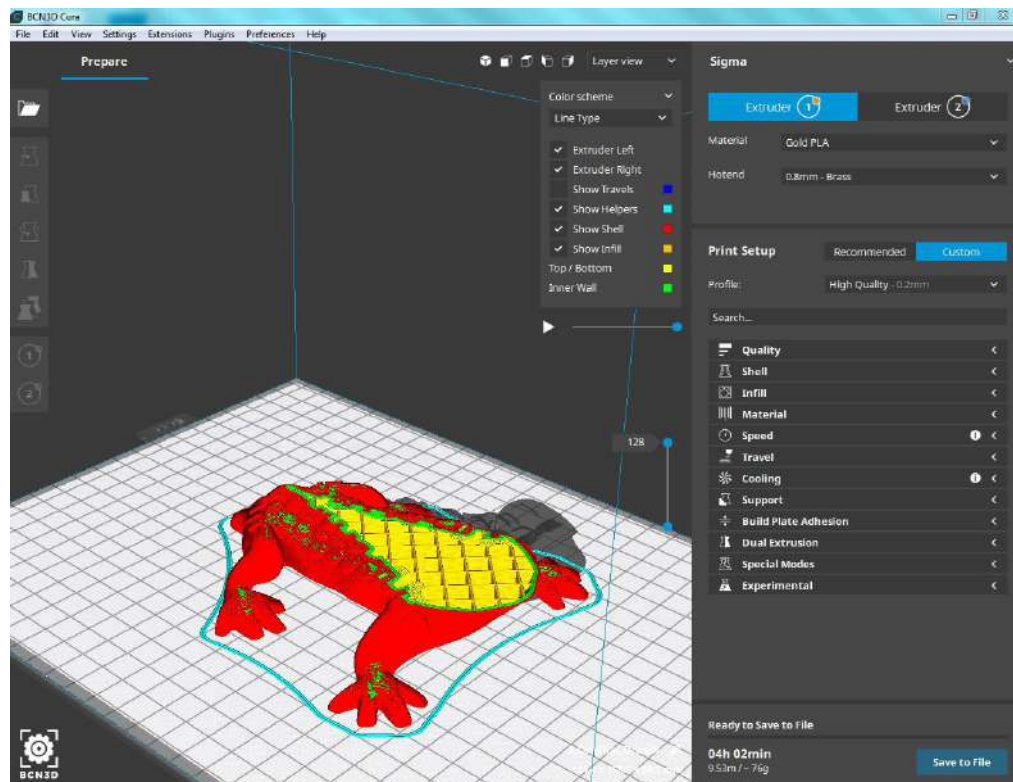 BCN3D Cura
File Edit View Settings Extensions Plugins Preferences Help
Prepare
Layer view
Color scheme
Line Type
Extruder Left
Extruder Right
Show Travels
Show Helpers
Show Shell
Show Infill
Top / Bottom
Inner Wall
128
1
2
BCN3D
Sigma
Extruder 1
Extruder 2
Material Gold PLA
Hotend 0.8mm - Brass
Print Setup Recommended Custom
Profile: High Quality - 0.2mm
Search...
Quality
Shell
Infill
Material
Speed
Travel
Cooling
Support
Build Plate Adhesion
Dual Extrusion
Special Modes
Experimental
Ready to Save to File
04h 02min
9.53m / ~ 76g
Save to File